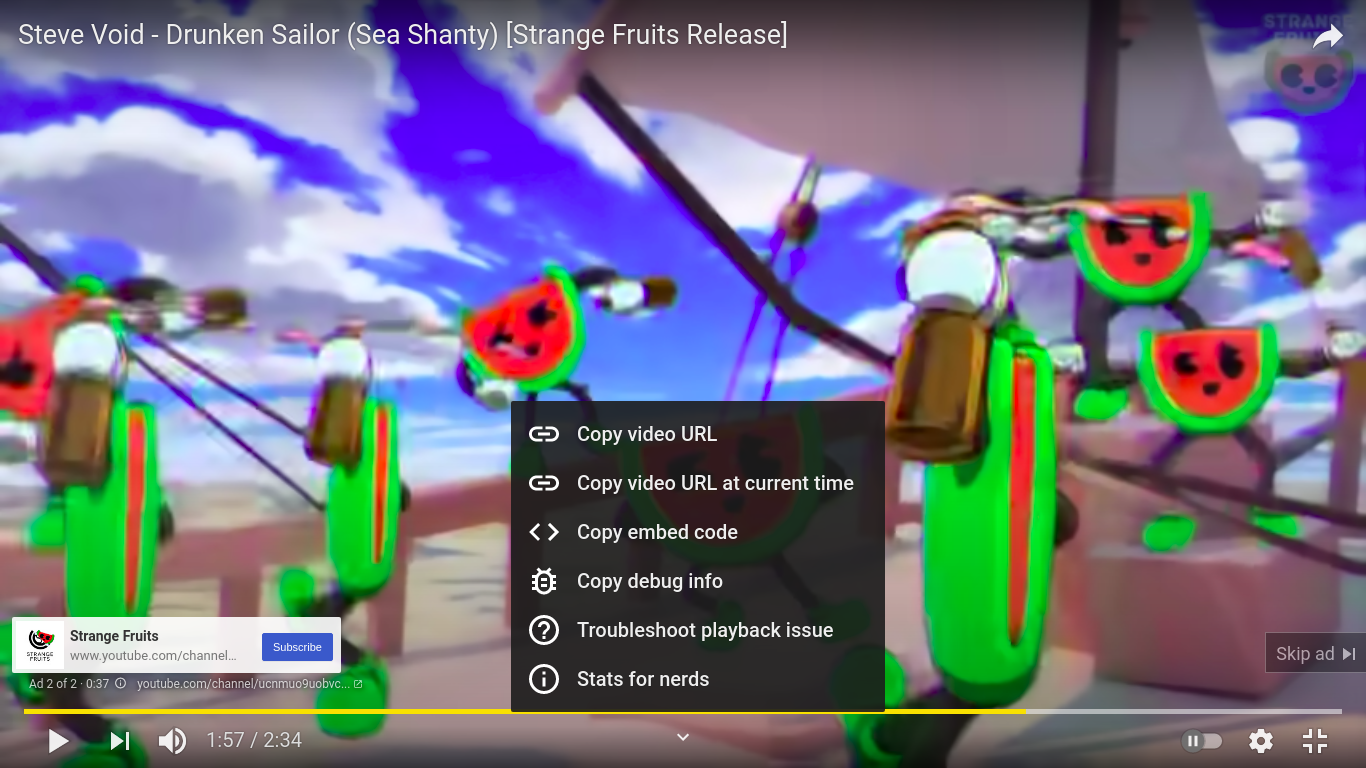 Steve Void - Drunken Sailor (Sea Shanty) [Strange Fruits Release]
STRANGE
Copy video URL
Copy video URL at current time
Copy embed code
Copy debug info
Troubleshoot playback issue
Stats for nerds
Strange Fruits
www.youtube.com/channel...
Subscribe
STRANGE
FRUITS
Skip ad
Ad 2 of 2 · 0:37
youtube.com/channel/ucnmuo9uobvc...
1:57 / 2:34